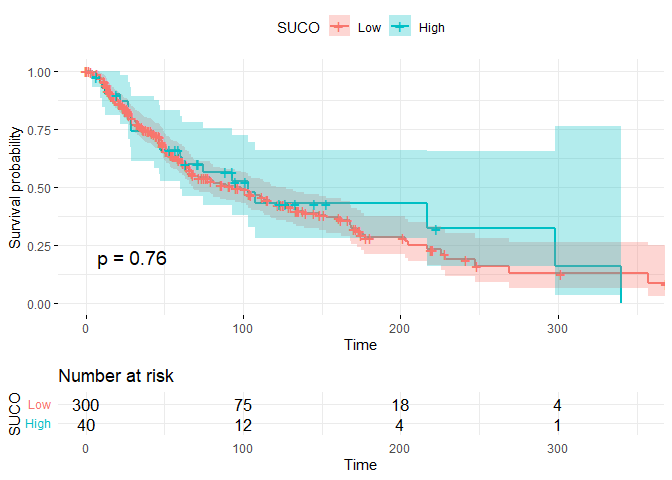 SUCO Low High
Survival probability
1.00
0.75
0.50
0.25
0.00
p = 0.76
0 100 200 300
Time
Number at risk
SUCO
Low 300 75 18 4
High 40 12 4 1
0 100 200 300
Time